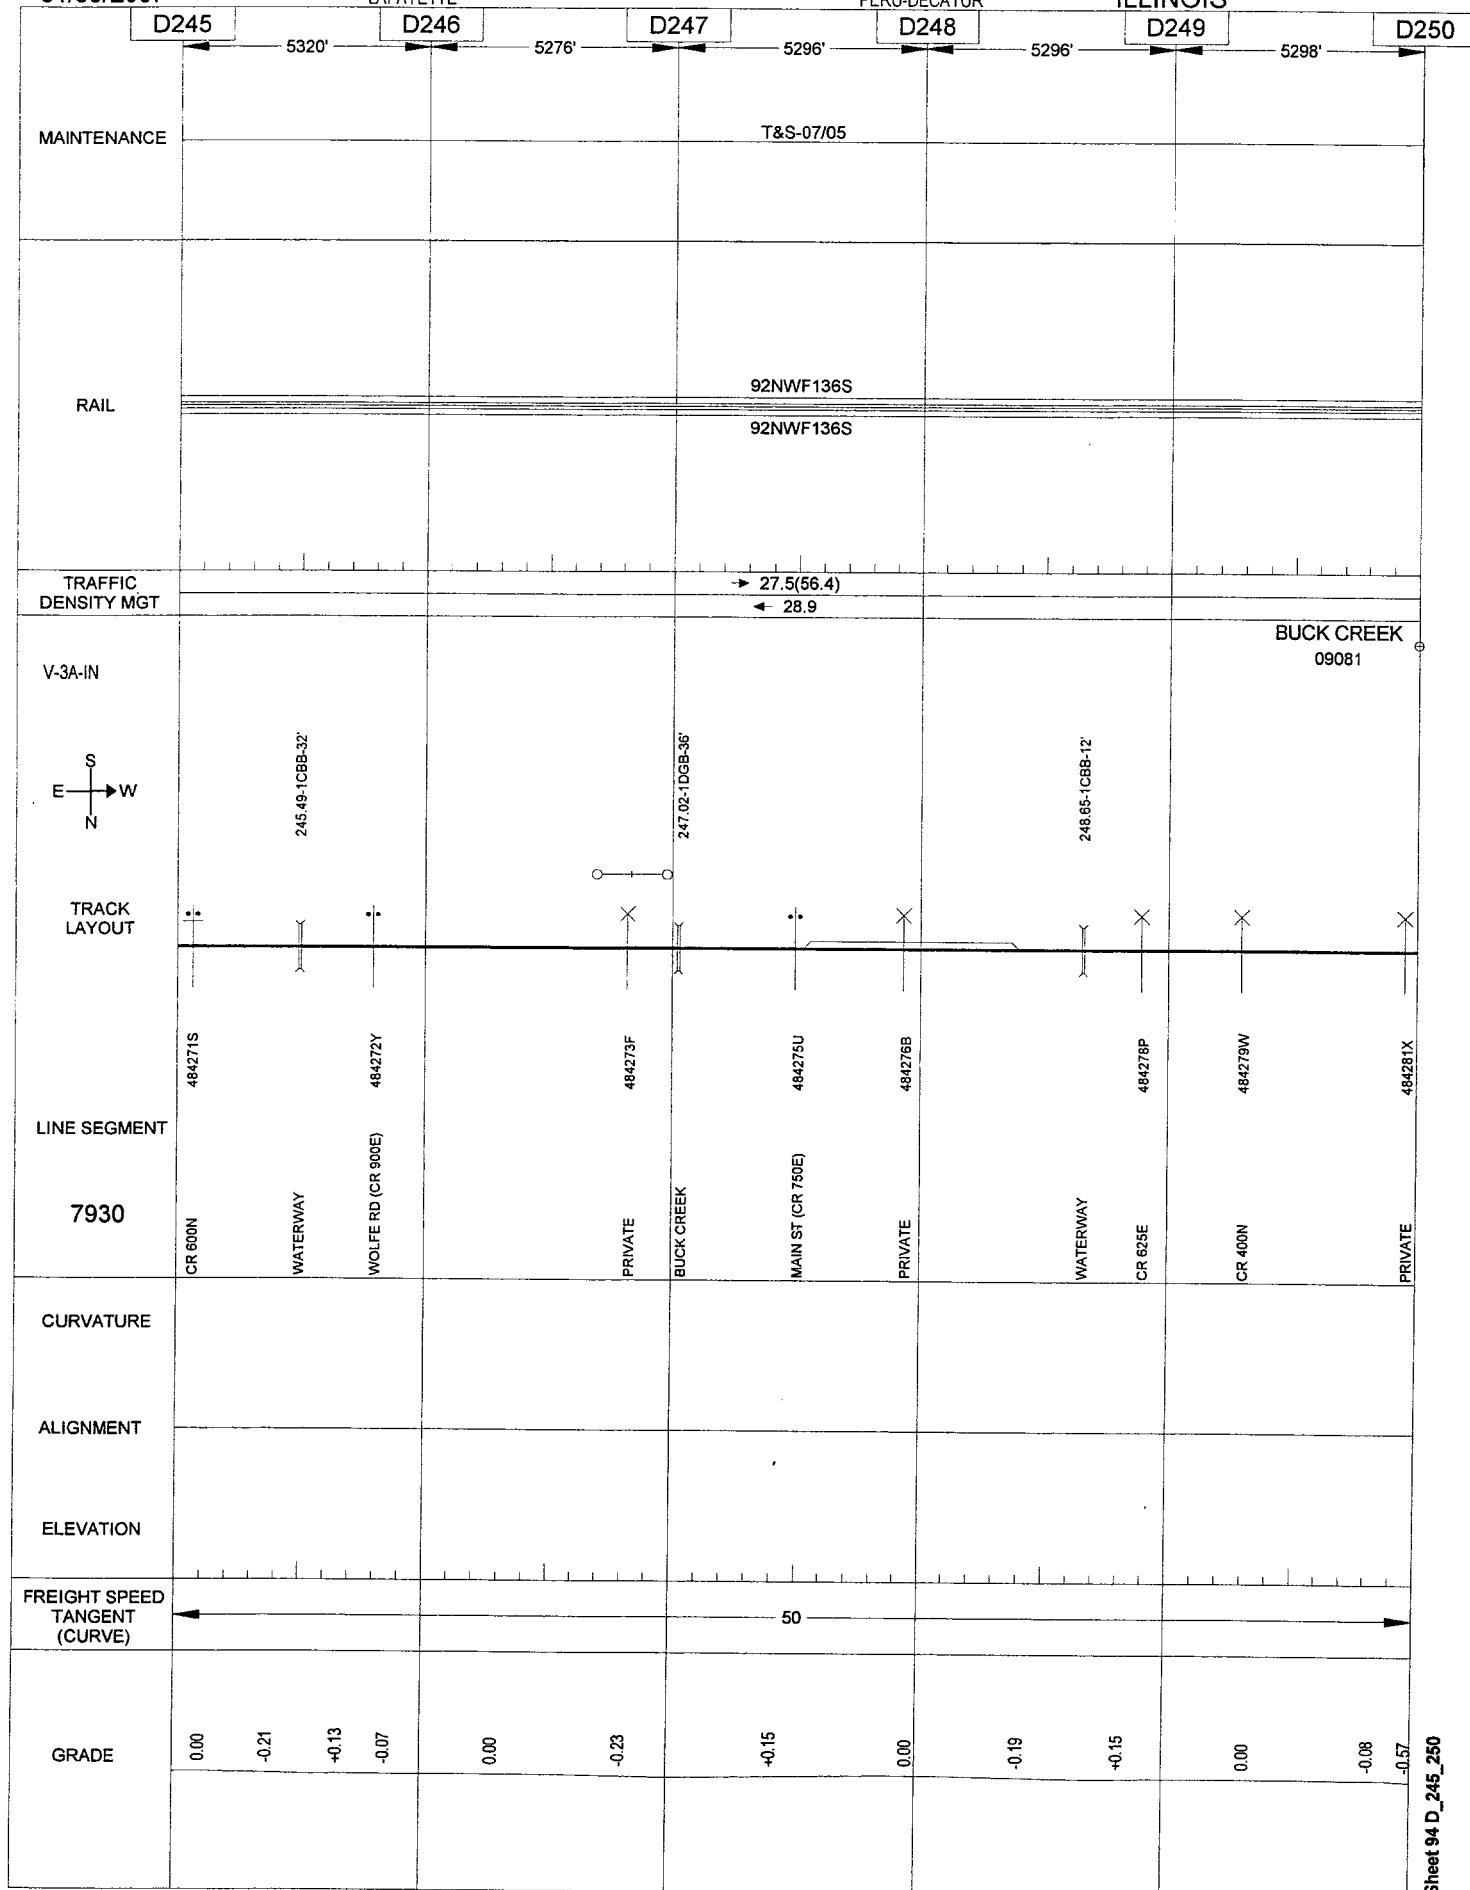 LAFAYETTE
PERU-DECATUR
ILLINOIS
D245
D246
D247
D248
D249
D250
5320'
5276'
5296'
5296'
5298'
MAINTENANCE
T&S-07/05
RAIL
92NWF136S
92NWF136S
TRAFFIC
DENSITY MGT
27.5(56.4)
28.9
BUCK CREEK
09081
V-3A-IN
S
E
W
N
245.49-1CBB-32'
247.02-1DGB-36'
248.65-1CBB-12'
TRACK
LAYOUT
484271S
484272Y
484273F
484275U
484276B
484278P
484279W
484281X
LINE SEGMENT
7930
CR 600N
WATERWAY
WOLFE RD (CR 900E)
PRIVATE
BUCK CREEK
MAIN ST (CR 750E)
PRIVATE
WATERWAY
CR 625E
CR 400N
PRIVATE
CURVATURE
ALIGNMENT
ELEVATION
FREIGHT SPEED
TANGENT
(CURVE)
50
GRADE
0.00
-0.21
+0.13
-0.07
0.00
-0.23
+0.15
0.00
-0.19
+0.15
0.00
-0.08
-0.57
Sheet 94 D_245_250